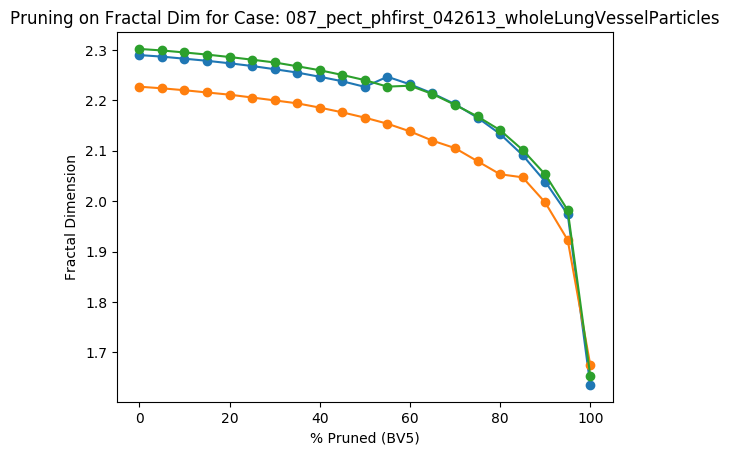 Pruning on Fractal Dim for Case: 087_pect_phfirst_042613_wholeLungVesselParticles
2.3
2.2
2.1
2.0
1.9
1.8
1.7
Fractal Dimension
0 20 40 60 80 100
% Pruned (BV5)